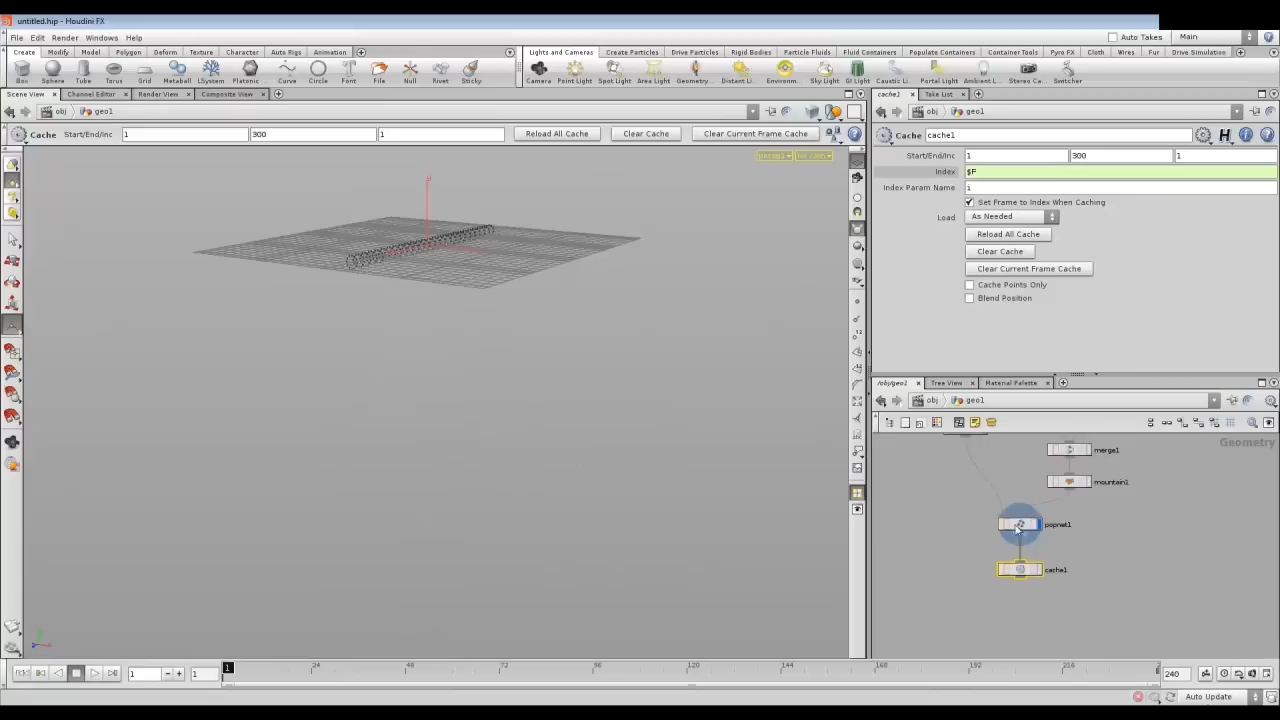 untitled.hip - Houdini FX
File Edit Render Windows Help
Auto Takes Main
Create Modify Model Polygon Deform Texture Character Auto Rigs Animation
Lights and Cameras Create Particles Drive Particles Rigid Bodies Particle Fluids Fluid Containers Populate Containers Container Tools Pyro FX Cloth Wires Fur Drive Simulation
Box Sphere Tube Torus Grid Metaball LSystem Platonic .. Curve Circle Font File Null Rivet Sticky
Camera Point Light Spot Light Area Light Geometry... Distant Li.. Environm.. Sky Light GI Light Caustic Li.. Portal Light Ambient Li.. Stereo Ca.. Switcher
Scene View Channel Editor Render View Composite View
cache1 Take List
obj geo1
obj geo1
Cache Start/End/Inc 1 300 1 Reload All Cache Clear Cache Clear Current Frame Cache
Cache cache1
Start/End/Inc 1 300 1
Index $F
Index Param Name i
Set Frame to Index When Caching
Load As Needed
Reload All Cache
Clear Cache
Clear Current Frame Cache
Cache Points Only
Blend Position
/obj/geo1 Tree View Material Palette
obj geo1
Geometry
merge1
mountain1
popnet1
cache1
1 1 1 24 48 72 96 120 144 168 192 216 240
Auto Update